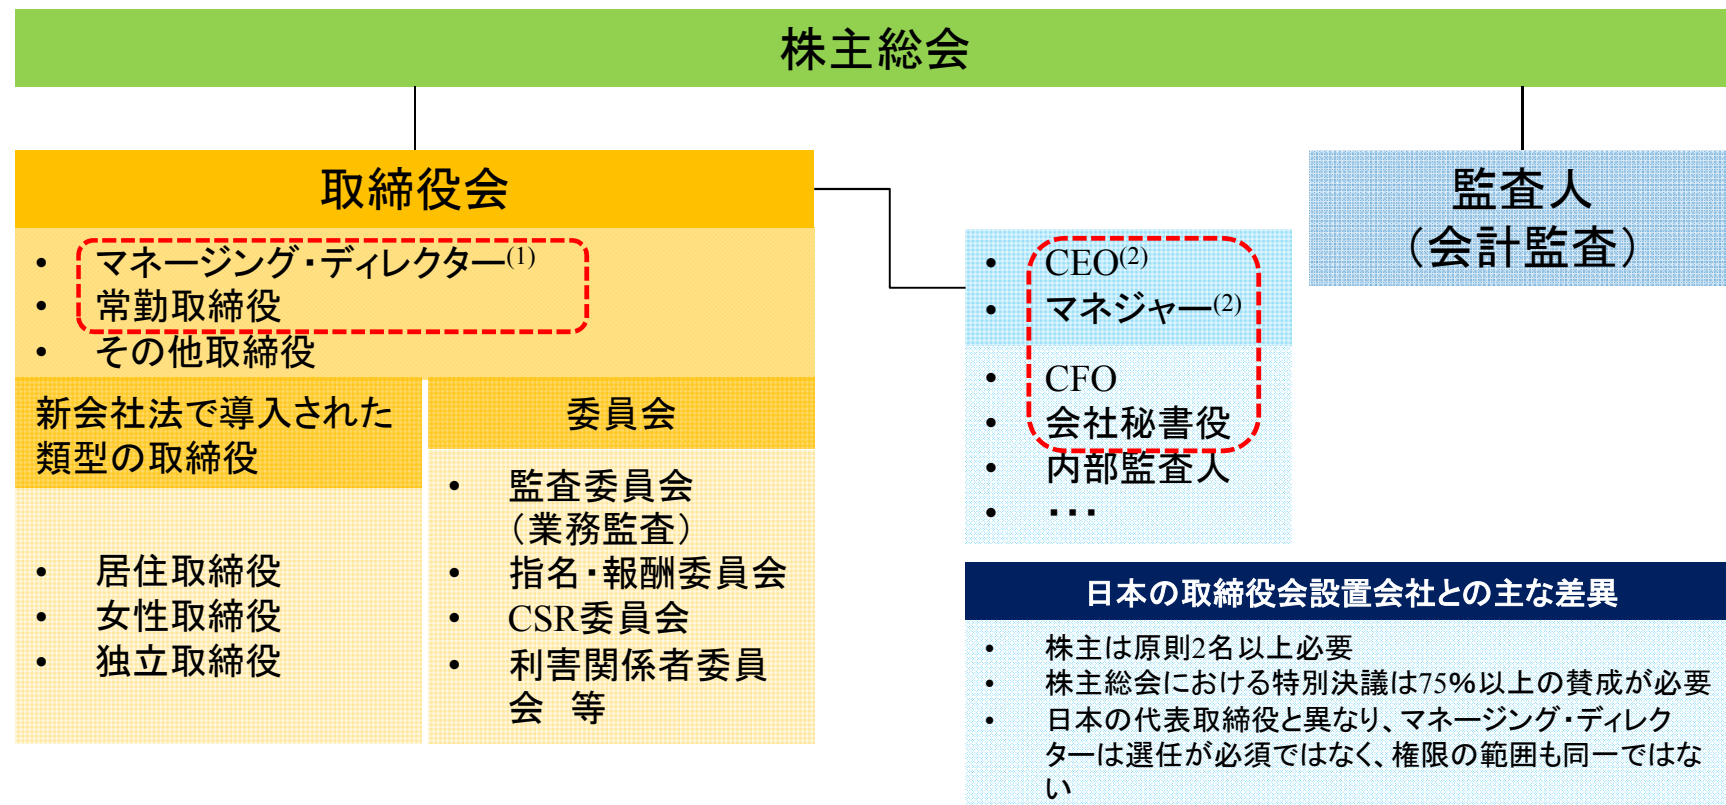 株主総会
取締役会
• マネージング・ディレクター(1)
• 常勤取締役
• その他取締役
新会社法で導入された
類型の取締役
• 居住取締役
• 女性取締役
• 独立取締役
委員会
• 監査委員会
（業務監査）
• 指名・報酬委員会
• CSR委員会
• 利害関係者委員
会 等
• CEO(2)
• マネジャー(2)
• CFO
• 会社秘書役
• 内部監査人
• ・・・
監査人
（会計監査）
日本の取締役会設置会社との主な差異
• 株主は原則2名以上必要
• 株主総会における特別決議は75%以上の賛成が必要
• 日本の代表取締役と異なり、マネージング・ディレク
ターは選任が必須ではなく、権限の範囲も同一ではな
い